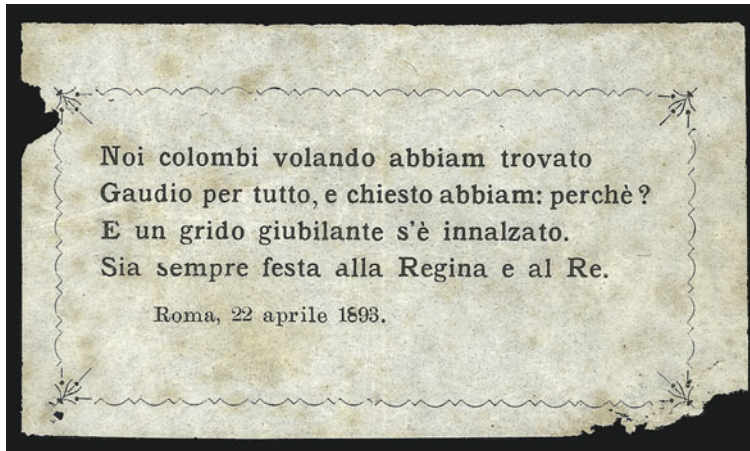 Noi colombi volando abbiam trovato
Gaudio per tutto, e chiesto abbiam: perchè?
E un grido giubilante s'è innalzato.
Sia sempre festa alla Regina e al Re.
Roma, 22 aprile 1893.